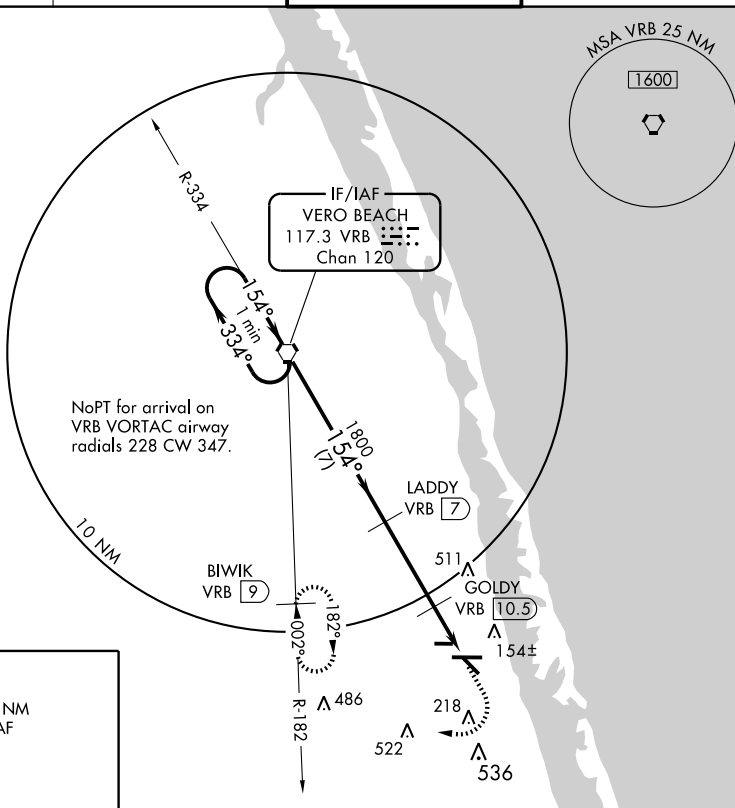 MSA VRB 25 NM
1600
R-334
IF/IAF
VERO BEACH
117.3 VRB
Chan 120
154°
1 min
334°
NoPT for arrival on
VRB VORTAC airway
radials 228 CW 347.
1800
154°
(7)
LADDY
VRB 7
10 NM
511
BIWIK
VRB 9
GOLDY
VRB 10.5
182°
002°
154±
NM
AF
R-182
486
218
522
536